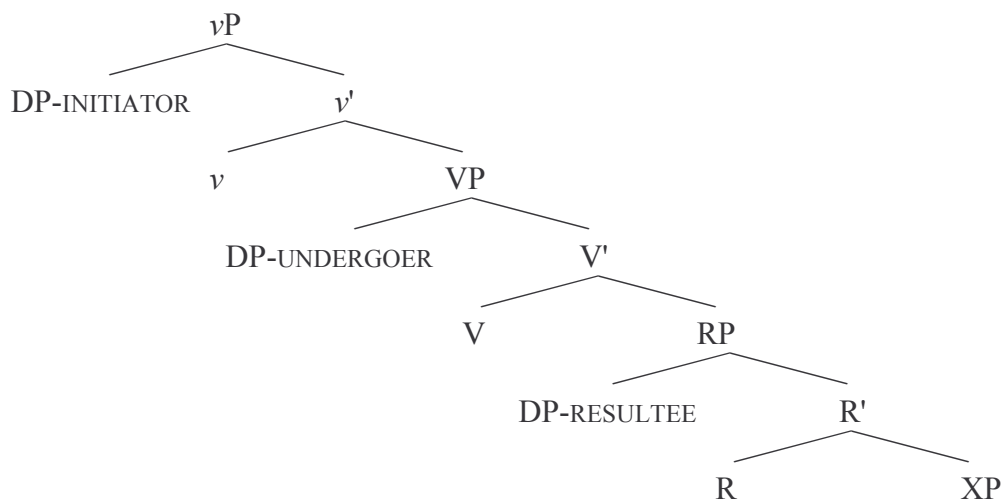 vP
DP-INITIATOR v'
v VP
DP-UNDERGOER V'
V RP
DP-RESULTEE R'
R XP